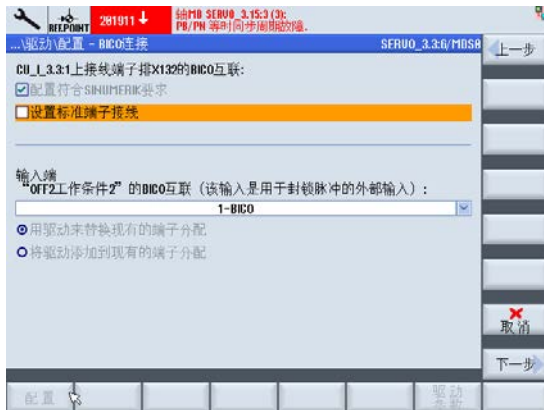 REF.POINT
201911
轴MB SERVO_3.15:3 (3):
PB/PN 等时同步周期故障.
...\驱动\配置 - BICO连接 SERVO_3.3:6/MDS8
CU_I_3.3:1上接线端子排X132的BICO互联:
配置符合SINUMERIK要求
设置标准端子接线
输入端
“OFF2工作条件2”的BICO互联（该输入是用于封锁脉冲的外部输入）:
1-BICO
用驱动来替换现有的端子分配
将驱动添加到现有的端子分配
上一步
取消
下一步
配置
驱动